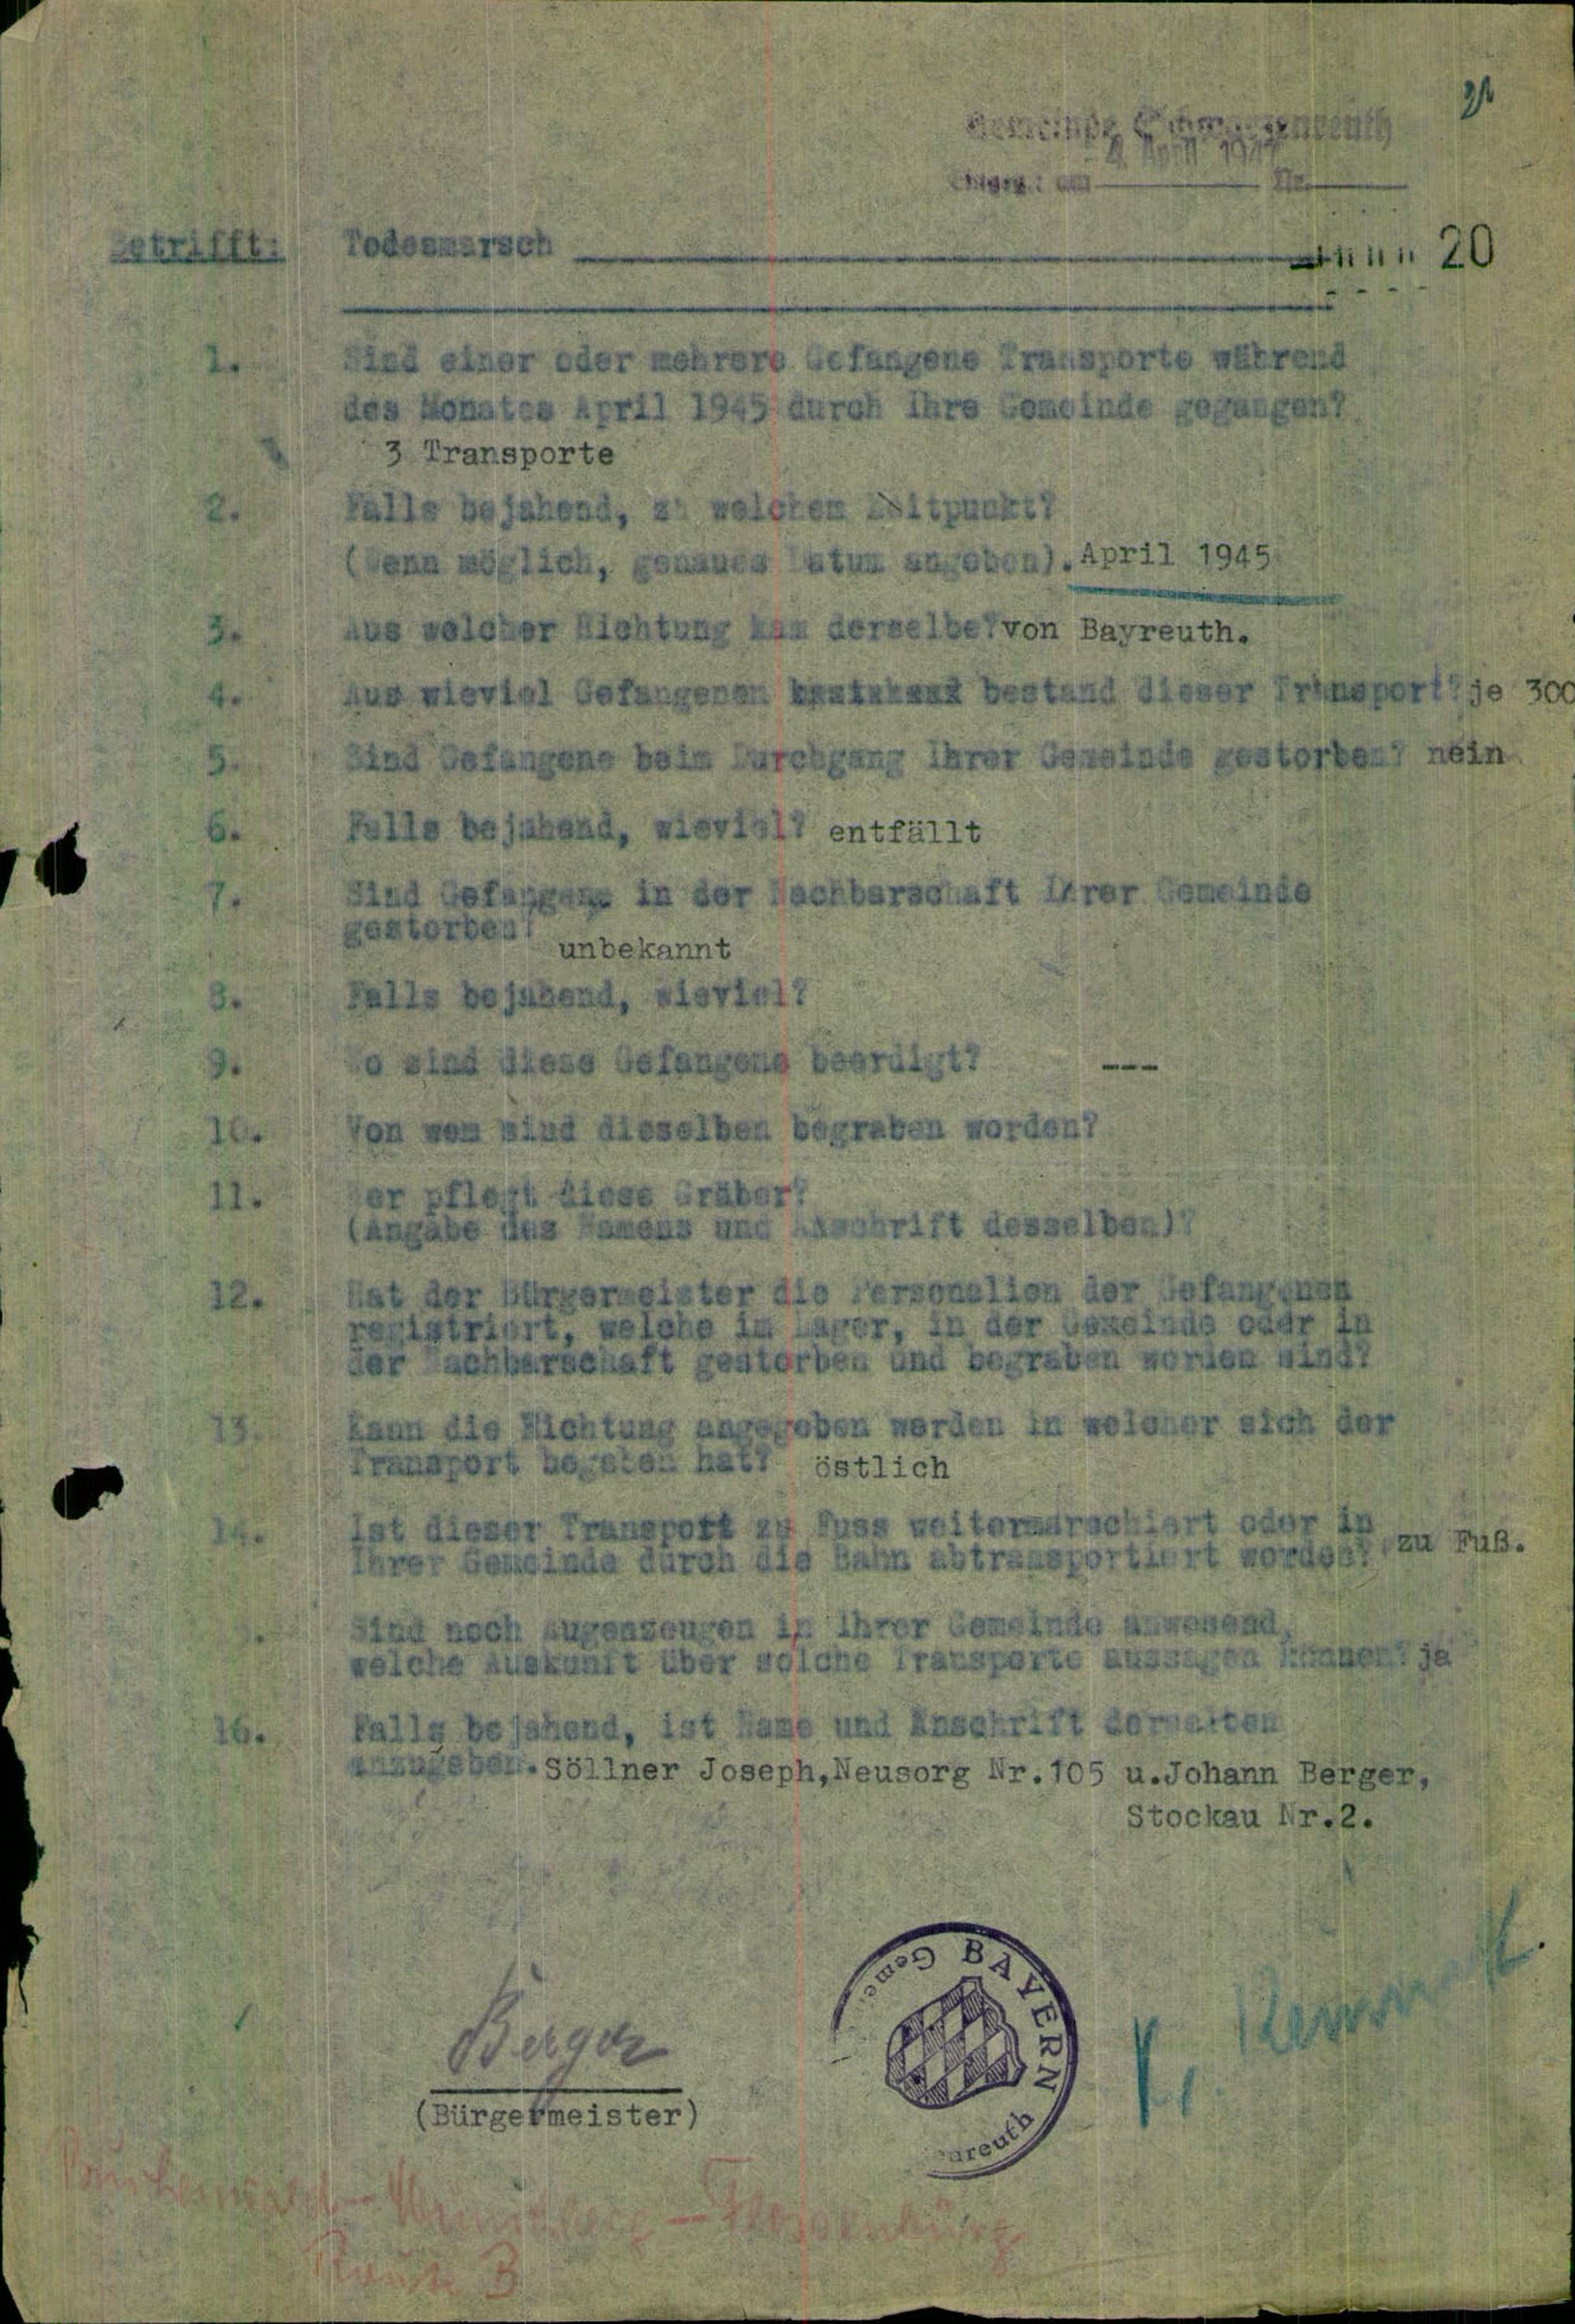 Gemeinde Schwarzenreuth
4. April 1947
Eingeg.: am Nr.
Betrifft: Todesmarsch
20
1. Sind einer oder mehrere Gefangene Transporte während
des Monates April 1945 durch Ihre Gemeinde gegangen?
3 Transporte
2. Falls bejahend, zu welchem Zeitpunkt?
(Wenn möglich, genaues Datum angeben). April 1945
3. Aus welcher Richtung kam derselbe? von Bayreuth.
4. Aus wieviel Gefangenen bestand dieser Transport? je 300
5. Sind Gefangene beim Durchgang Ihrer Gemeinde gestorben? nein
6. Falls bejahend, wieviel? entfällt
7. Sind Gefangene in der Nachbarschaft Ihrer Gemeinde
gestorben?
unbekannt
8. Falls bejahend, wieviel?
9. Wo sind diese Gefangene beerdigt? ---
10. Von wem sind dieselben begraben worden?
11. Wer pflegt diese Gräber?
(Angabe des Namens und Anschrift desselben)?
12. Hat der Bürgermeister die Personalien der Gefangenen
registriert, welche im Lager, in der Gemeinde oder in
der Nachbarschaft gestorben und begraben worden sind?
13. Kann die Richtung angegeben werden in welcher sich der
Transport begeben hat? östlich
14. Ist dieser Transport zu Fuss weitermarschiert oder in
Ihrer Gemeinde durch die Bahn abtransportiert worden? zu Fuß.
Sind noch Augenzeugen in Ihrer Gemeinde anwesend,
welche Auskunft über solche Transporte aussagen können? ja
16. Falls bejahend, ist Name und Anschrift derselben
anzugeben. Söllner Joseph,Neusorg Nr.105 u.Johann Berger,
Stockau Nr.2.
BAYERN
Berger
(Bürgermeister)
Buchenwald - Münchberg - Flossenbürg
Route B